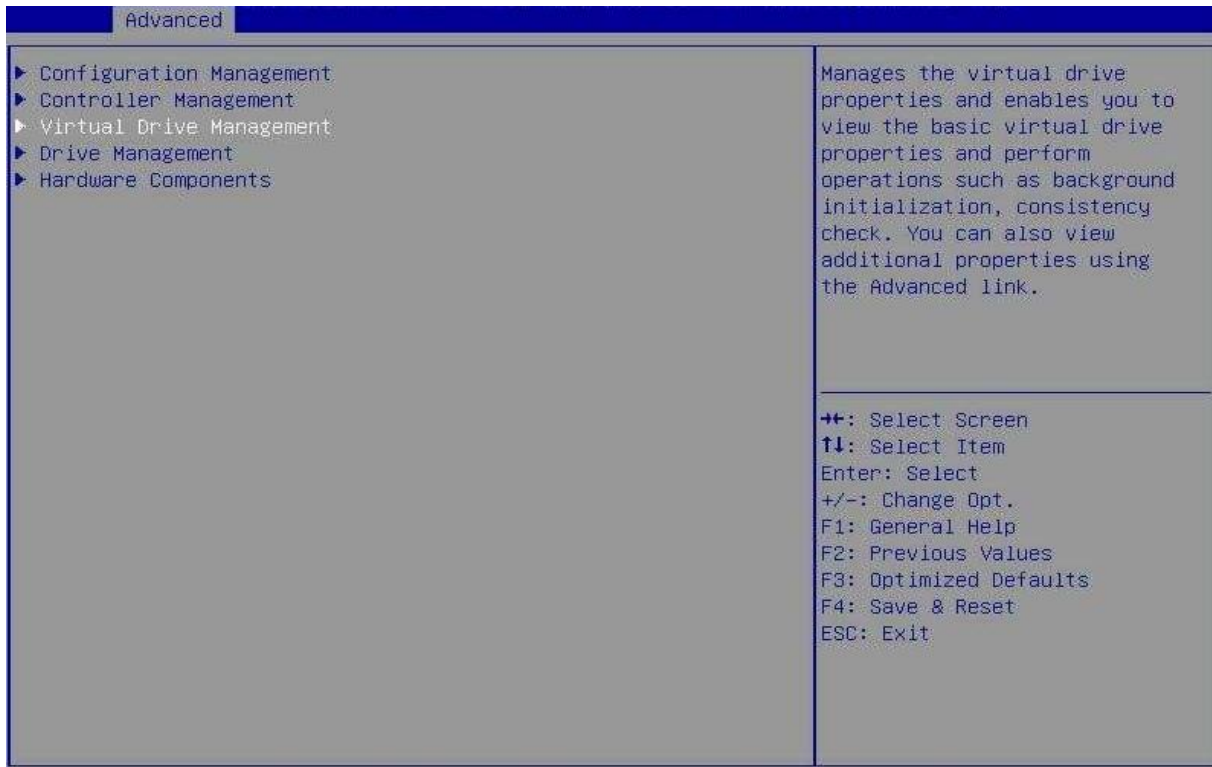 Advanced
Configuration Management
Controller Management
Virtual Drive Management
Drive Management
Hardware Components
Manages the virtual drive
properties and enables you to
view the basic virtual drive
properties and perform
operations such as background
initialization, consistency
check. You can also view
additional properties using
the Advanced link.
→←: Select Screen
↑↓: Select Item
Enter: Select
+/-: Change Opt.
F1: General Help
F2: Previous Values
F3: Optimized Defaults
F4: Save & Reset
ESC: Exit